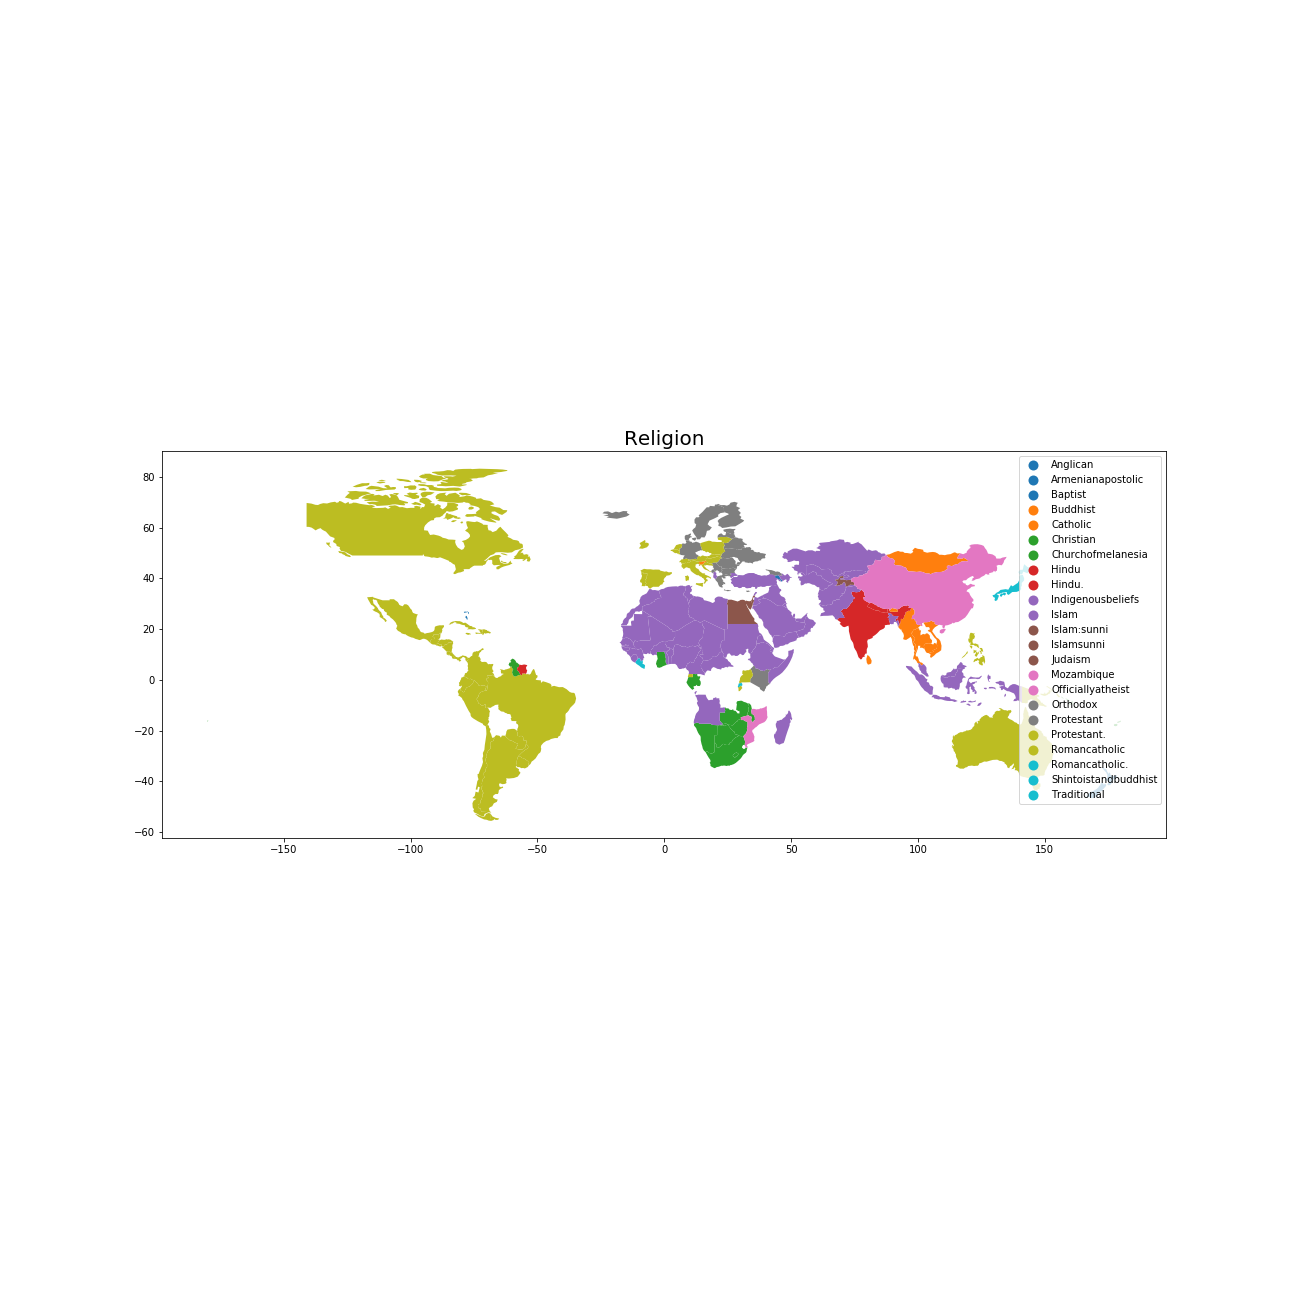 Religion
Anglican
Armenianapostolic
Baptist
Buddhist
Catholic
Christian
Churchofmelanesia
Hindu
Hindu.
Indigenousbeliefs
Islam
Islam:sunni
Islamsunni
Judaism
Mozambique
Officiallyatheist
Orthodox
Protestant
Protestant.
Romancatholic
Romancatholic.
Shintoistandbuddhist
Traditional
80
60
40
20
0
−20
−40
−60
−150 −100 −50 0 50 100 150